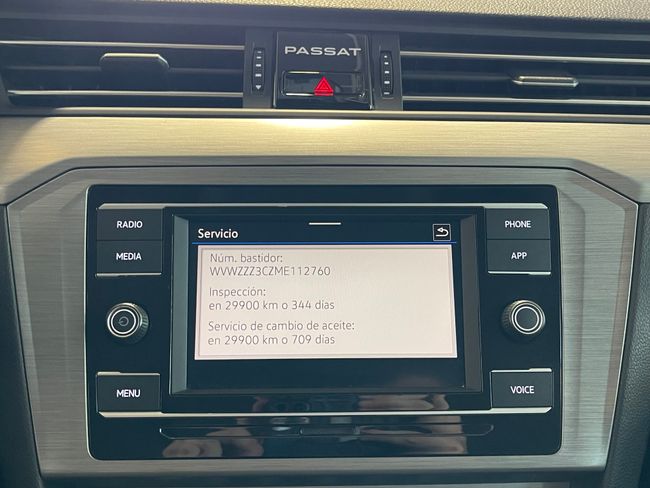 PASSAT
RADIO
MEDIA
MENU
Servicio
Núm. bastidor:
WVWZZZ3CZME112760
Inspección:
en 29900 km o 344 días
Servicio de cambio de aceite:
en 29900 km o 709 días
PHONE
APP
VOICE